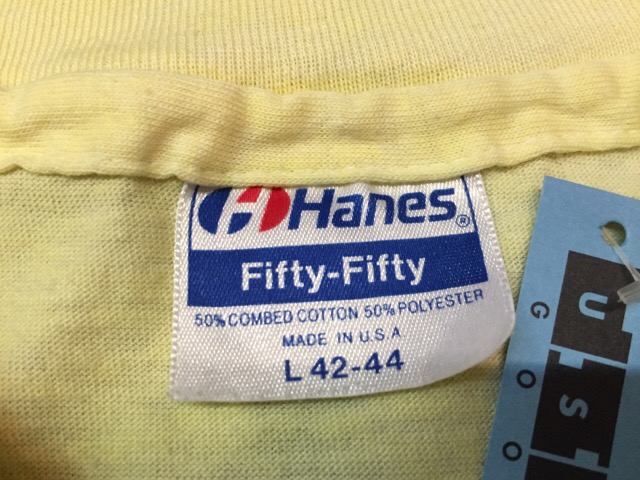 Hanes®
Fifty-Fifty
50% COMBED COTTON 50% POLYESTER
MADE IN U.S.A
L 42-44
U
S
G
O
O